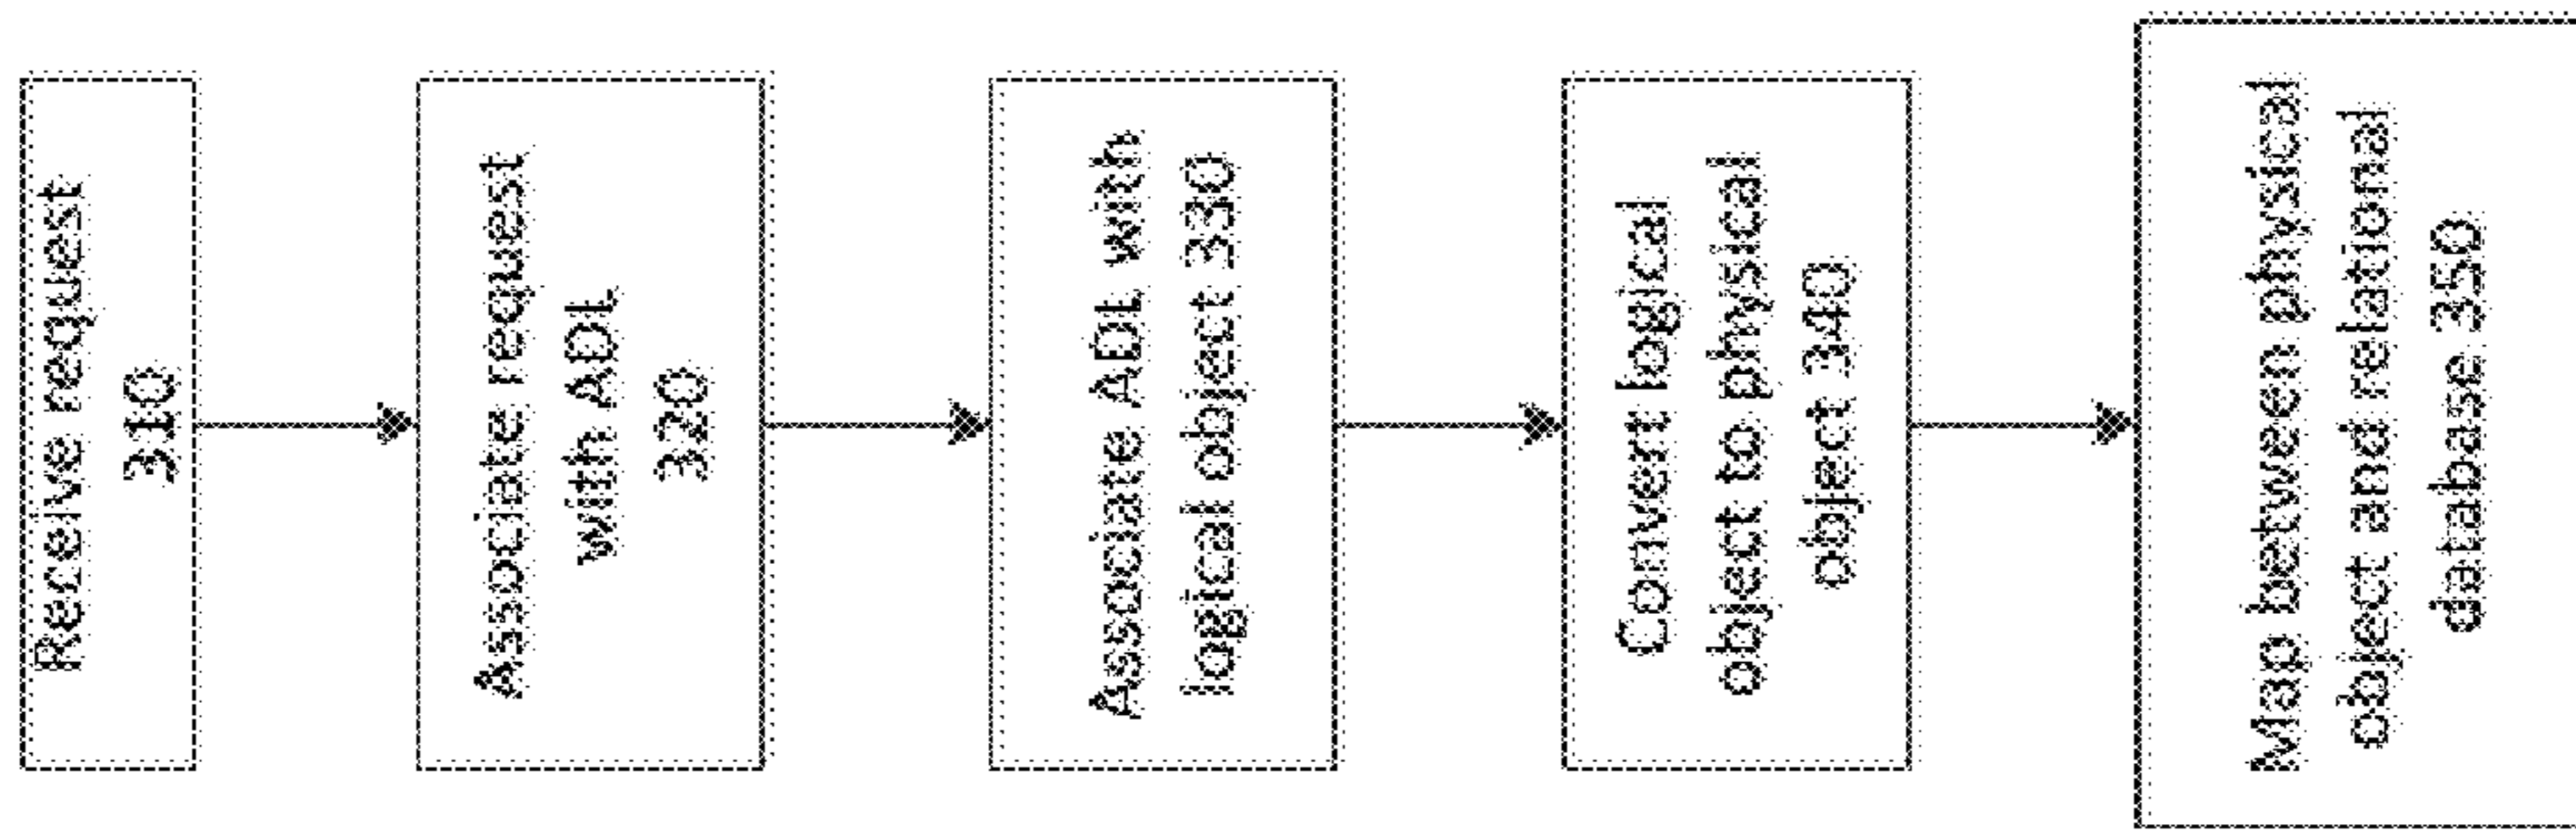 Receive request
310
Associate request
with ADL
320
Associate ADL with
logical object 330
Convert logical
object to physical
object 340
Map between physical
object and relational
database 350